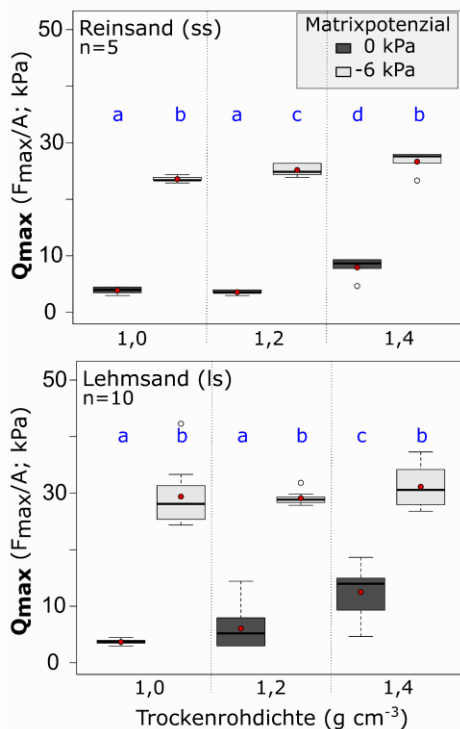 50
Reinsand (ss)
n=5
Matrixpotenzial
0 kPa
-6 kPa
a b a c d b
30
10
0
Qmax (Fmax/A; kPa)
1,0 1,2 1,4
50
Lehmsand (ls)
n=10
a b a b c b
30
10
0
Qmax (Fmax/A; kPa)
1,0 1,2 1,4
Trockenrohdichte (g cm⁻³)